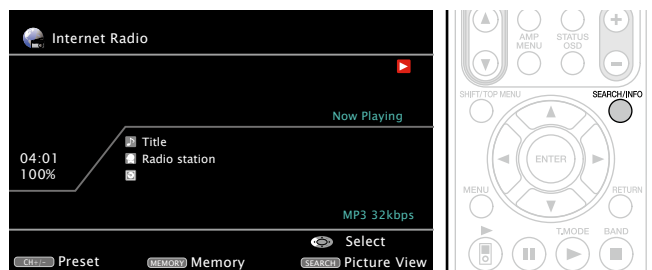 Internet Radio
Now Playing
Title
04:01 Radio station
100%
MP3 32kbps
Select
CH+/- Preset MEMORY Memory SEARCH Picture View
AMP MENU STATUS OSD
+
−
SHIFT/TOP MENU SEARCH/INFO
ENTER
MENU RETURN
T.MODE BAND